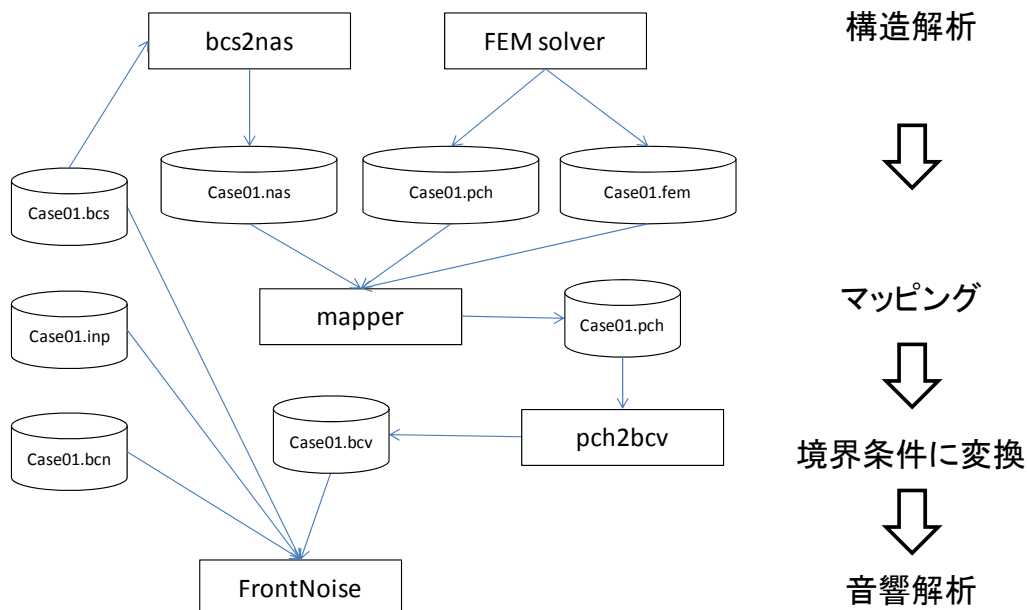 bcs2nas
FEM solver
構造解析
Case01.nas
Case01.pch
Case01.fem
Case01.bcs
Case01.inp
mapper
Case01.pch
マッピング
Case01.bcn
Case01.bcv
pch2bcv
境界条件に変換
FrontNoise
音響解析